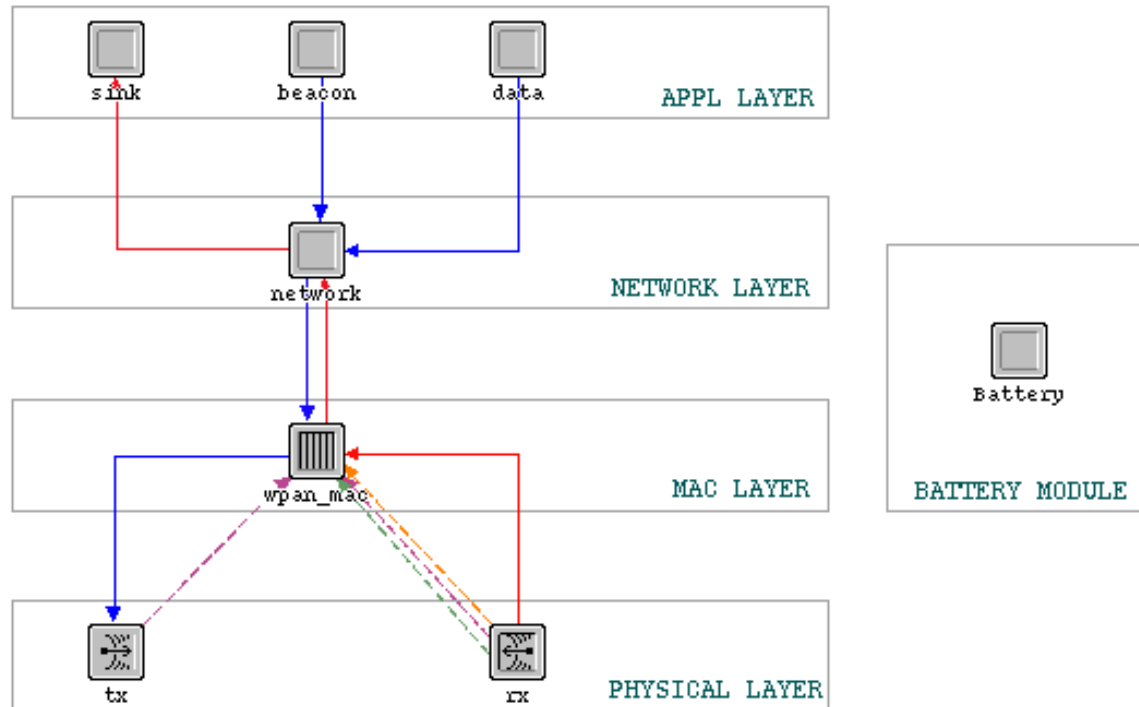 sink
beacon
data
APPL LAYER
network
NETWORK LAYER
Battery
wpan_mac
MAC LAYER
BATTERY MODULE
tx
rx
PHYSICAL LAYER